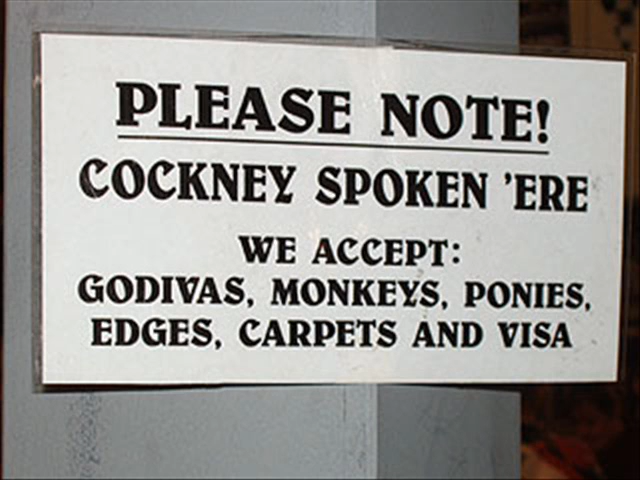 PLEASE NOTE!
COCKNEY SPOKEN 'ERE
WE ACCEPT:
GODIVAS, MONKEYS, PONIES,
EDGES, CARPETS AND VISA